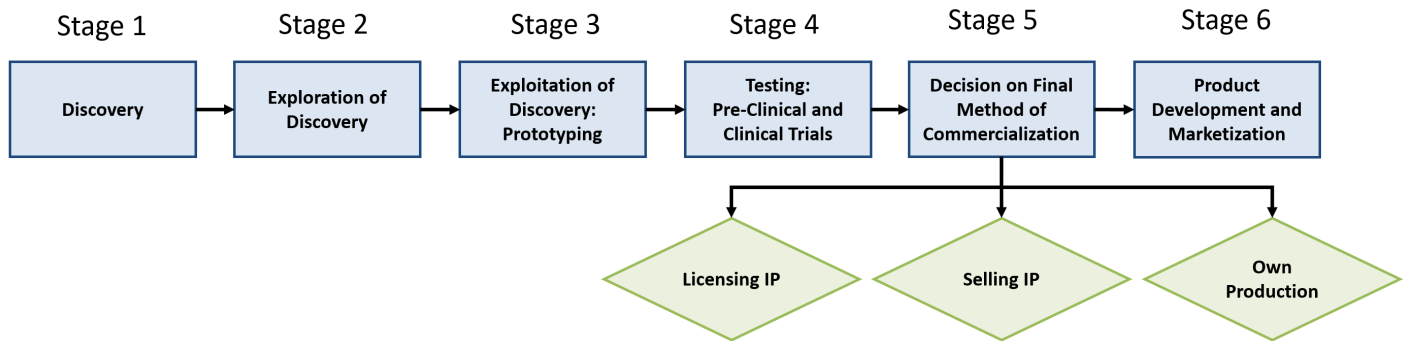 Stage 1
Stage 2
Stage 3
Stage 4
Stage 5
Stage 6
Discovery
Exploration of
Discovery
Exploitation of
Discovery:
Prototyping
Testing:
Pre-Clinical and
Clinical Trials
Decision on Final
Method of
Commercialization
Product
Development and
Marketization
Licensing IP
Selling IP
Own
Production